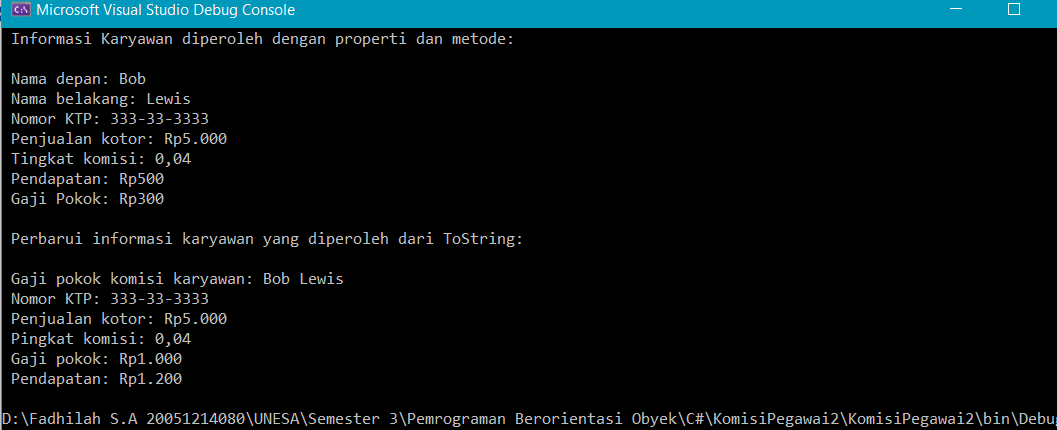 Microsoft Visual Studio Debug Console
Informasi Karyawan diperoleh dengan properti dan metode:
Nama depan: Bob
Nama belakang: Lewis
Nomor KTP: 333-33-3333
Penjualan kotor: Rp5.000
Tingkat komisi: 0,04
Pendapatan: Rp500
Gaji Pokok: Rp300
Perbarui informasi karyawan yang diperoleh dari ToString:
Gaji pokok komisi karyawan: Bob Lewis
Nomor KTP: 333-33-3333
Penjualan kotor: Rp5.000
Pingkat komisi: 0,04
Gaji pokok: Rp1.000
Pendapatan: Rp1.200
D:\Fadhilah S.A 20051214080\UNESA\Semester 3\Pemrograman Berorientasi Obyek\C#\KomisiPegawai2\KomisiPegawai2\bin\Debug